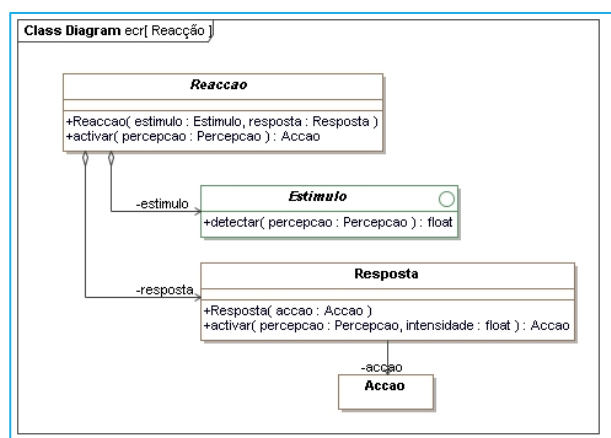 Class Diagram ecr[ Reacção ]
Reaccao
+Reaccao( estimulo : Estimulo, resposta : Resposta )
+activar( percepcao : Percepcao ) : Accao
-estimulo
Estimulo
+detectar( percepcao : Percepcao ) : float
-resposta
Resposta
+Resposta( accao : Accao )
+activar( percepcao : Percepcao, intensidade : float ) : Accao
-accao
Accao